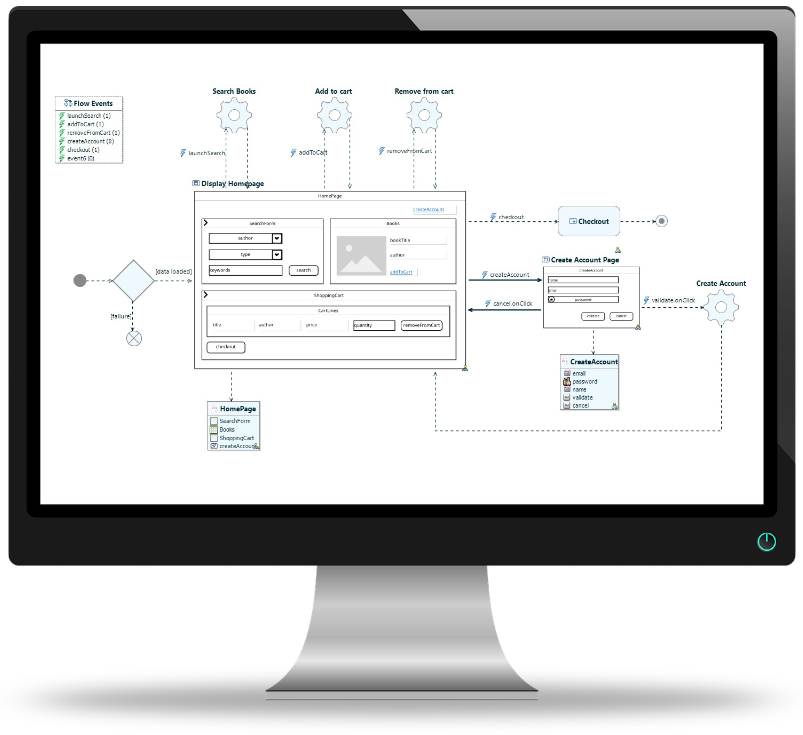 Search Books
Add to cart
Remove from cart
Flow Events
launchSearch (1)
addToCart (1)
removeFromCart (1)
createAccount (0)
checkout (1)
event6 (0)
launchSearch
addToCart
removeFromCart
Display Homepage
HomePage
createAccount
SearchForm
Books
author
type
keywords
search
bookTitle
author
addToCart
checkout
Checkout
[data loaded]
[failure]
ShoppingCart
CartLines
title
author
price
quantity
removeFromCart
checkout
createAccount
cancel.onClick
Create Account Page
CreateAccount
password
validate
cancel
validate.onClick
Create Account
CreateAccount
email
password
name
validate
cancel
HomePage
SearchForm
Books
ShoppingCart
createAccount